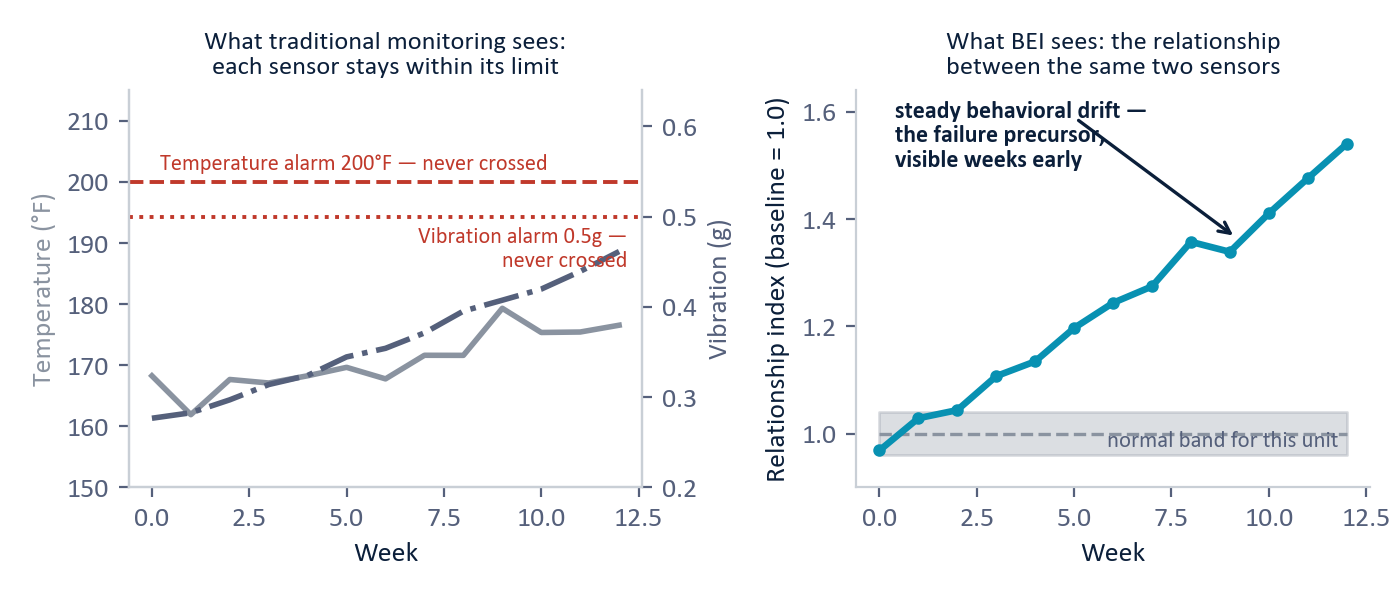 What traditional monitoring sees:
each sensor stays within its limit
Temperature (°F)
210
200
190
180
170
160
150
Temperature alarm 200°F — never crossed
Vibration alarm 0.5g —
never crossed
0.6
0.5
0.4
0.3
0.2
Vibration (g)
0.0 2.5 5.0 7.5 10.0 12.5
Week
What BEI sees: the relationship
between the same two sensors
Relationship index (baseline = 1.0)
1.6
1.4
1.2
1.0
steady behavioral drift —
the failure precursor,
visible weeks early
normal band for this unit
0.0 2.5 5.0 7.5 10.0 12.5
Week